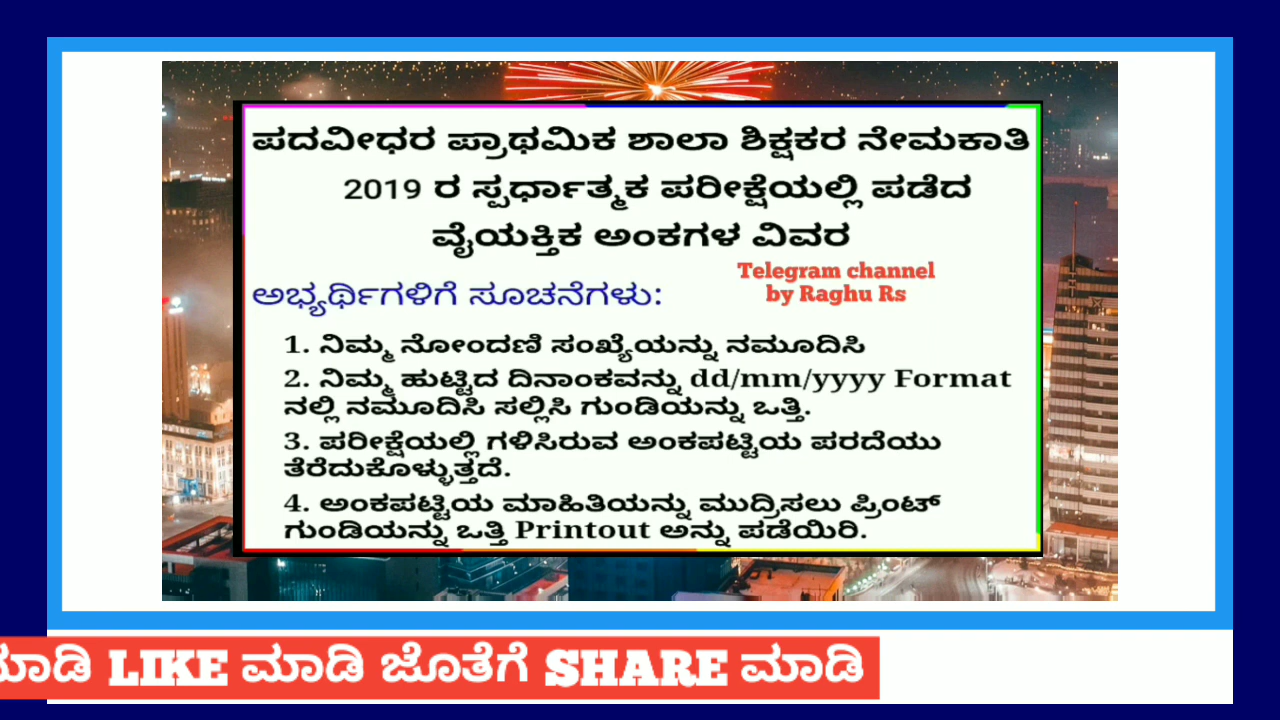 ಪದವೀಧರ ಪ್ರಾಥಮಿಕ ಶಾಲಾ ಶಿಕ್ಷಕರ ನೇಮಕಾತಿ
2019 ರ ಸ್ಪರ್ಧಾತ್ಮಕ ಪರೀಕ್ಷೆಯಲ್ಲಿ ಪಡೆದ
ವೈಯಕ್ತಿಕ ಅಂಕಗಳ ವಿವರ
Telegram channel
by Raghu Rs
ಅಭ್ಯರ್ಥಿಗಳಿಗೆ ಸೂಚನೆಗಳು:
1. ನಿಮ್ಮ ನೋಂದಣಿ ಸಂಖ್ಯೆಯನ್ನು ನಮೂದಿಸಿ
2. ನಿಮ್ಮ ಹುಟ್ಟಿದ ದಿನಾಂಕವನ್ನು dd/mm/yyyy Format
ನಲ್ಲಿ ನಮೂದಿಸಿ ಸಲ್ಲಿಸಿ ಗುಂಡಿಯನ್ನು ಒತ್ತಿ.
3. ಪರೀಕ್ಷೆಯಲ್ಲಿ ಗಳಿಸಿರುವ ಅಂಕಪಟ್ಟಿಯ ಪರದೆಯು
ತೆರೆದುಕೊಳ್ಳುತ್ತದೆ.
4. ಅಂಕಪಟ್ಟಿಯ ಮಾಹಿತಿಯನ್ನು ಮುದ್ರಿಸಲು ಪ್ರಿಂಟ್
ಗುಂಡಿಯನ್ನು ಒತ್ತಿ Printout ಅನ್ನು ಪಡೆಯಿರಿ.
ಮಾಡಿ LIKE ಮಾಡಿ ಜೊತೆಗೆ SHARE ಮಾಡಿ